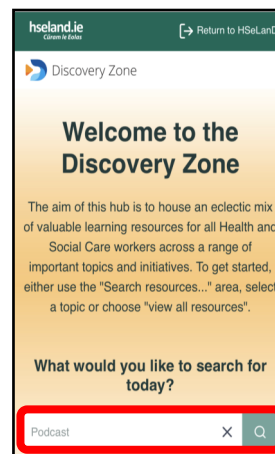 hseland.ie
Cúram le Eolas
Return to HSeLanD
Discovery Zone
Welcome to the
Discovery Zone
The aim of this hub is to house an eclectic mix
of valuable learning resources for all Health and
Social Care workers across a range of
important topics and initiatives. To get started,
either use the "Search resources..." area, select
a topic or choose "view all resources".
What would you like to search for
today?
Podcast